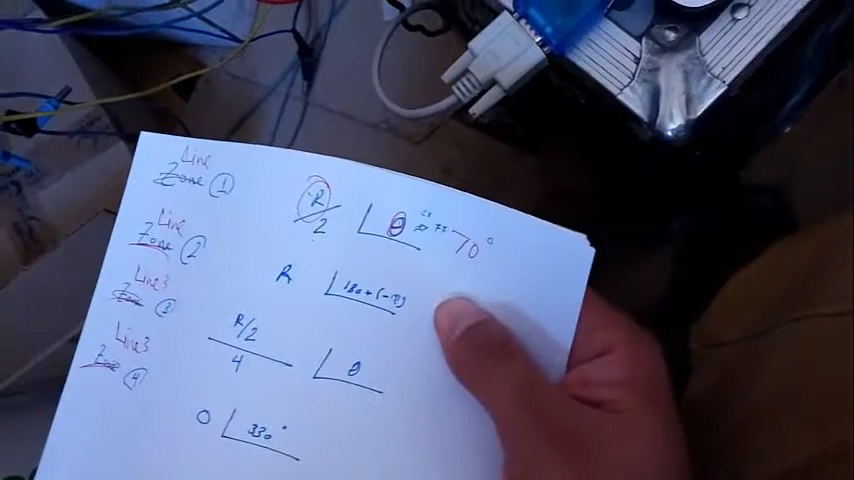 Line
Zone 1
R/2 θ 70°
Line
Zone 2
R 180+(-70)
Line3
Zone 3
R/2
4 θ
Line3
Zone 4
0 330°